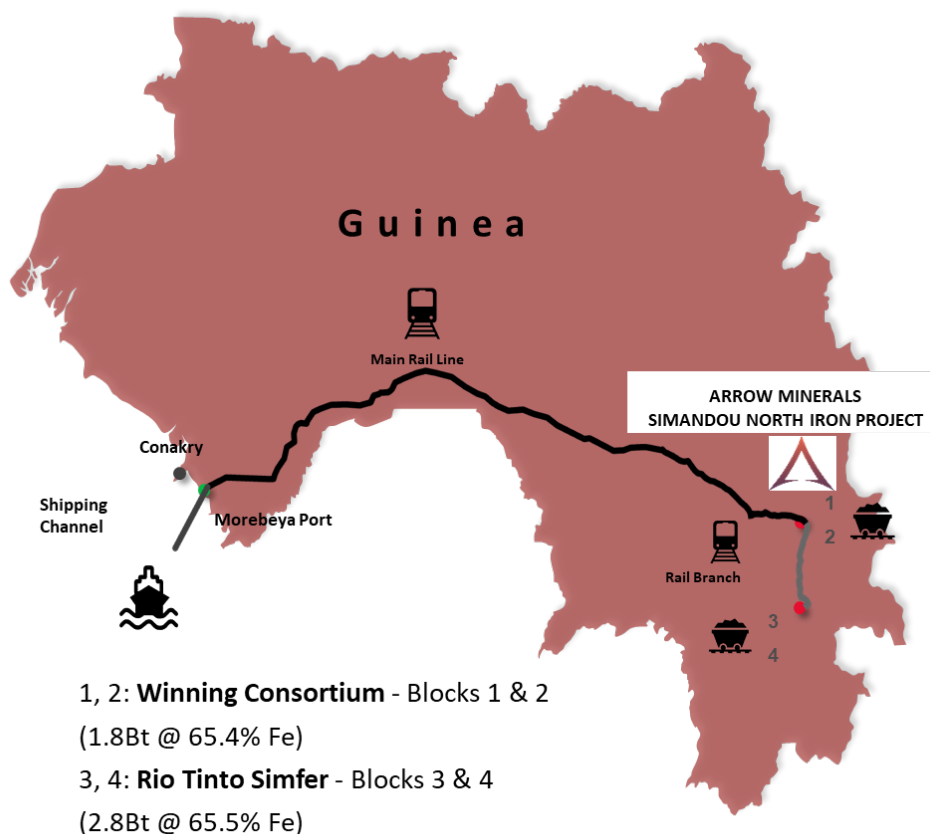 Guinea
Main Rail Line
ARROW MINERALS
SIMANDOU NORTH IRON PROJECT
Conakry
Shipping
Channel
Morebeya Port
1
2
Rail Branch
3
4
1, 2: Winning Consortium - Blocks 1 & 2
(1.8Bt @ 65.4% Fe)
3, 4: Rio Tinto Simfer - Blocks 3 & 4
(2.8Bt @ 65.5% Fe)